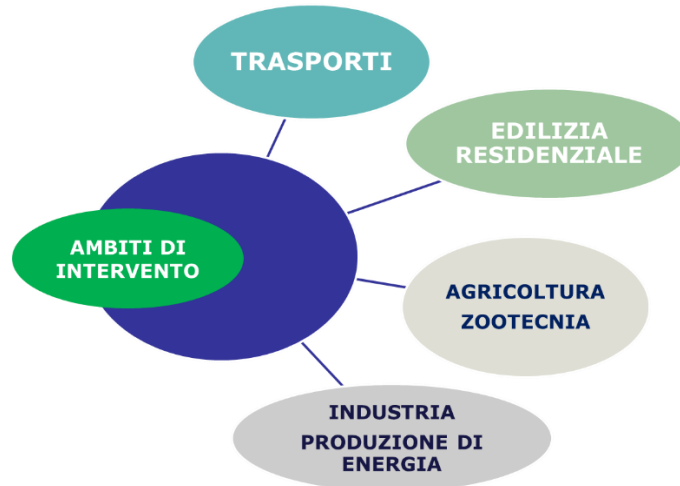 TRASPORTI
EDILIZIA
RESIDENZIALE
AMBITI DI
INTERVENTO
AGRICOLTURA
ZOOTECNIA
INDUSTRIA
PRODUZIONE DI
ENERGIA